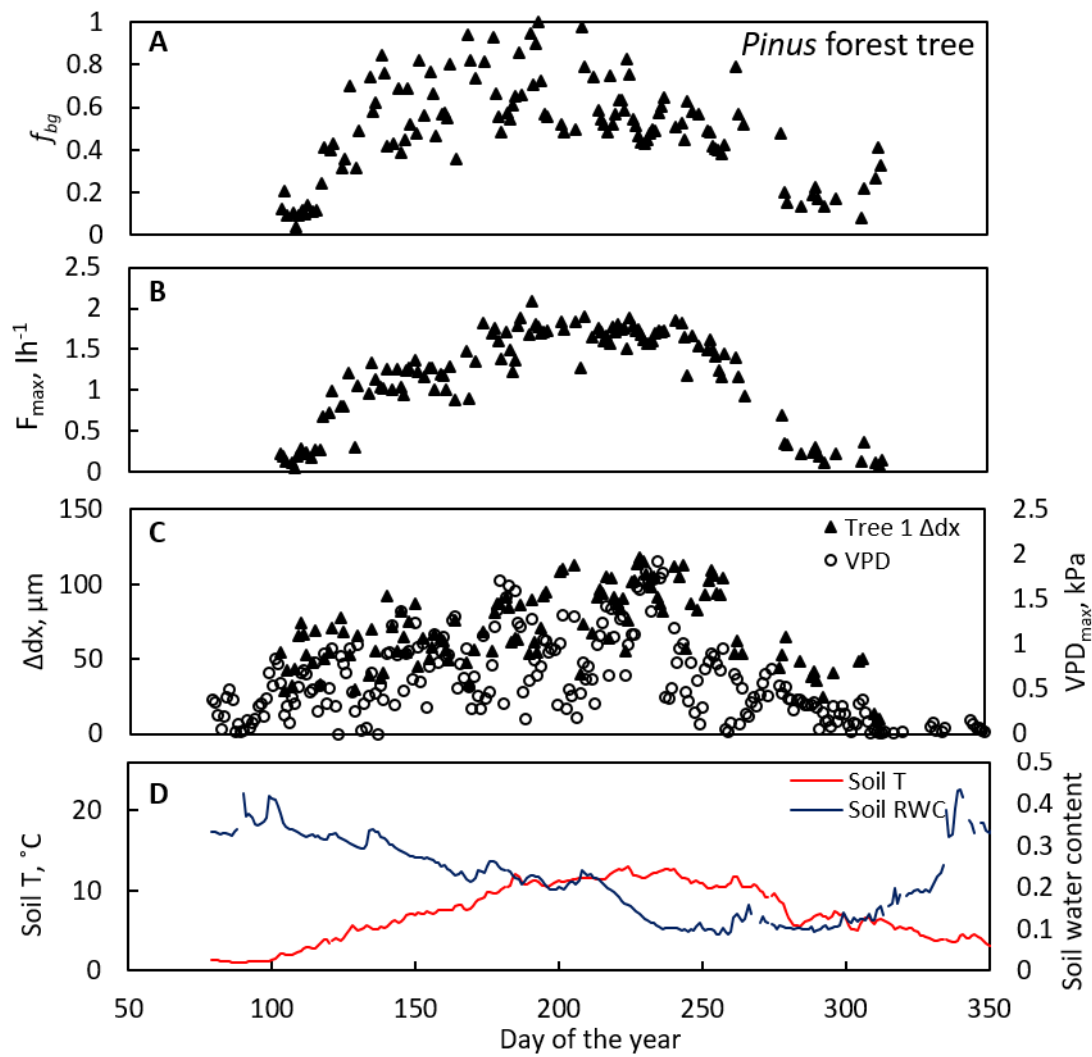 A
Pinus forest tree
1
0.8
0.6
0.4
0.2
0
f_bg
B
2.5
2
1.5
1
0.5
0
F_max, lh⁻¹
C
Tree 1 Δdx
VPD
150
100
50
0
Δdx, µm
2.5
2
1.5
1
0.5
0
VPD_max, kPa
D
Soil T
Soil RWC
20
10
0
Soil T, ˚C
0.5
0.4
0.3
0.2
0.1
0
Soil water content
50 100 150 200 250 300 350
Day of the year